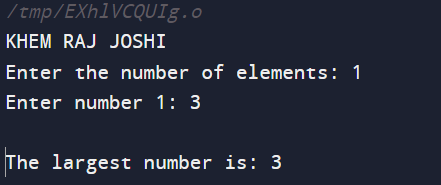 /tmp/EXhlVCQUIg.o
KHEM RAJ JOSHI
Enter the number of elements: 1
Enter number 1: 3
The largest number is: 3